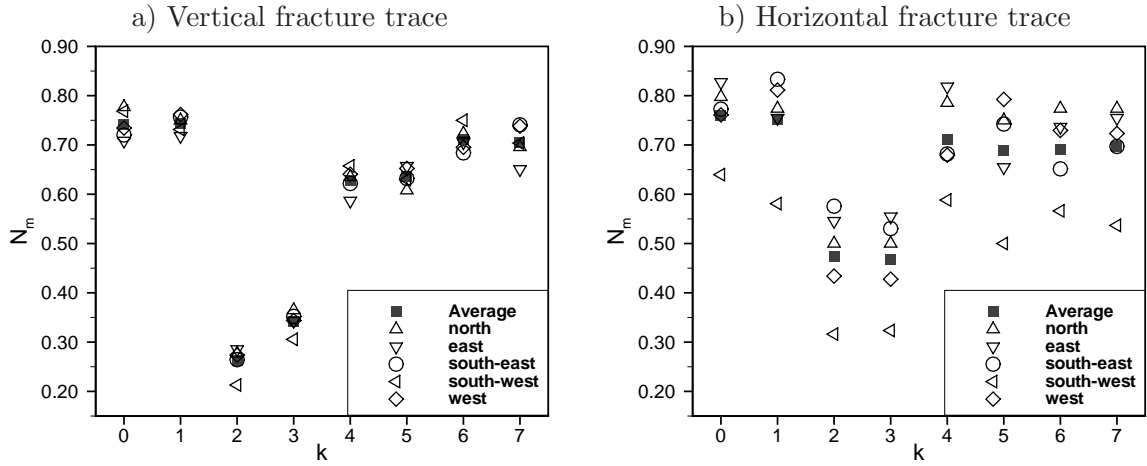 a) Vertical fracture trace
0.90
0.80
0.70
0.60
0.50
0.40
0.30
0.20
N_m
0 1 2 3 4 5 6 7
k
Average
north
east
south-east
south-west
west
b) Horizontal fracture trace
0.90
0.80
0.70
0.60
0.50
0.40
0.30
0.20
N_m
0 1 2 3 4 5 6 7
k
Average
north
east
south-east
south-west
west